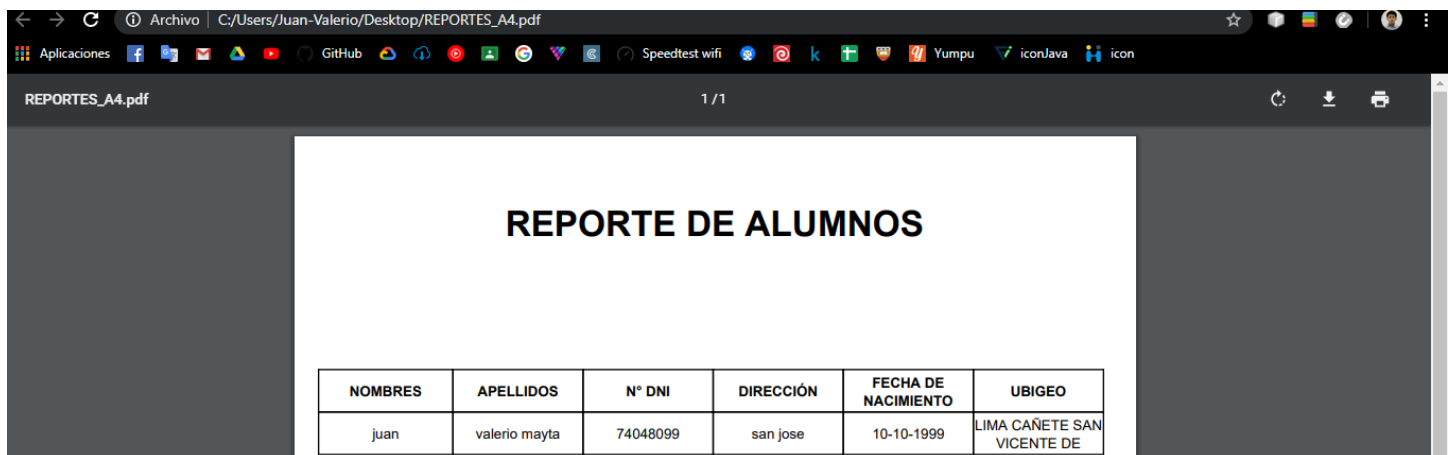 Archivo C:/Users/Juan-Valerio/Desktop/REPORTES_A4.pdf
Aplicaciones GitHub Speedtest wifi k Yumpu iconJava icon
REPORTES_A4.pdf 1 / 1
REPORTE DE ALUMNOS
NOMBRES APELLIDOS N° DNI DIRECCIÓN FECHA DE NACIMIENTO UBIGEO
juan valerio mayta 74048099 san jose 10-10-1999 LIMA CAÑETE SAN VICENTE DE